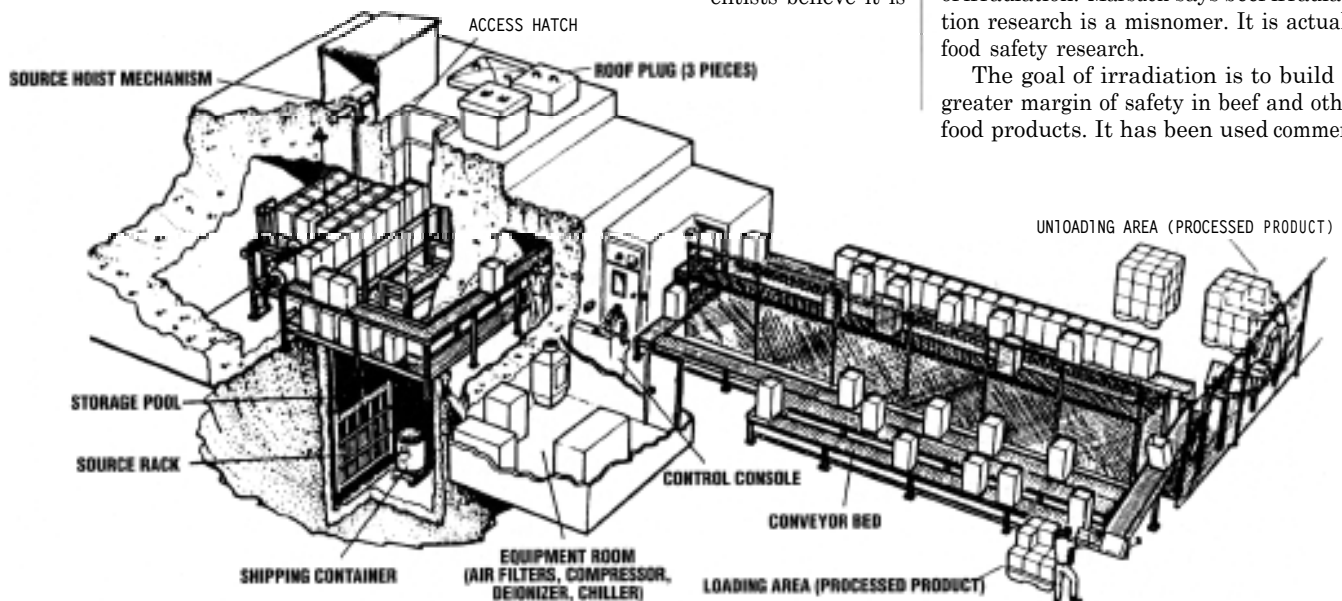 entists believe it is
tion research is a misnomer. It is actual
food safety research.
The goal of irradiation is to build
greater margin of safety in beef and oth
food products. It has been used commer
ACCESS HATCH
SOURCE HOIST MECHANISM
ROOF PLUG (3 PIECES)
UN1OAD1NG AREA (PROCESSED PRODUCT)
STORAGE POOL
SOURCE RACK
CONTROL CONSOLE
CONVEYOR BED
SHIPPING CONTAINER
EQUIPMENT ROOM
(AIR FILTERS, COMPRESSOR,
DEIONIZER, CHILLER)
LOADING AREA (PROCESSED PRODUCT)